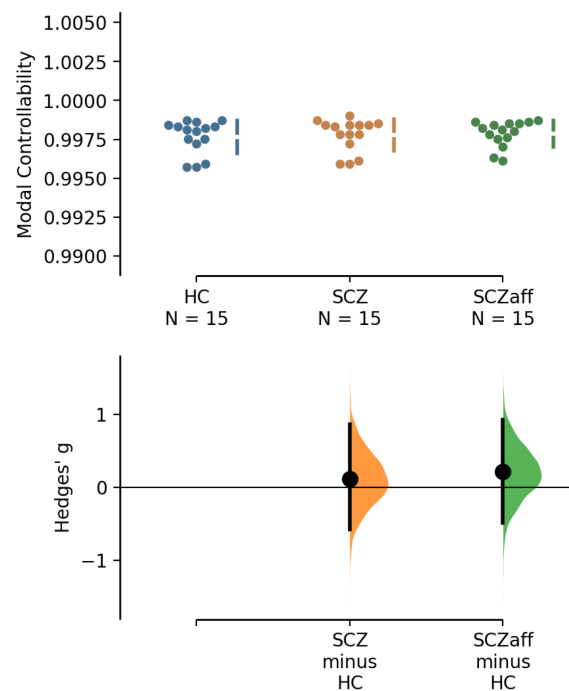 1.0050
1.0025
1.0000
0.9975
0.9950
0.9925
0.9900
Modal Controllability
HC
N = 15
SCZ
N = 15
SCZaff
N = 15
1
0
−1
Hedges' g
SCZ
minus
HC
SCZaff
minus
HC